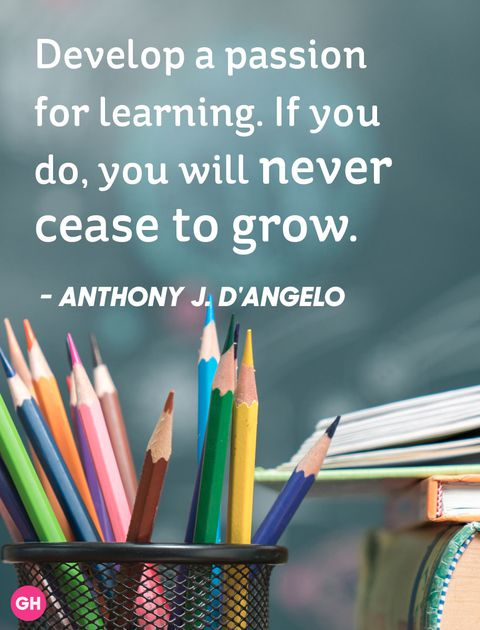 Develop a passion
for learning. If you
do, you will never
cease to grow.
- ANTHONY J. D'ANGELO
GH